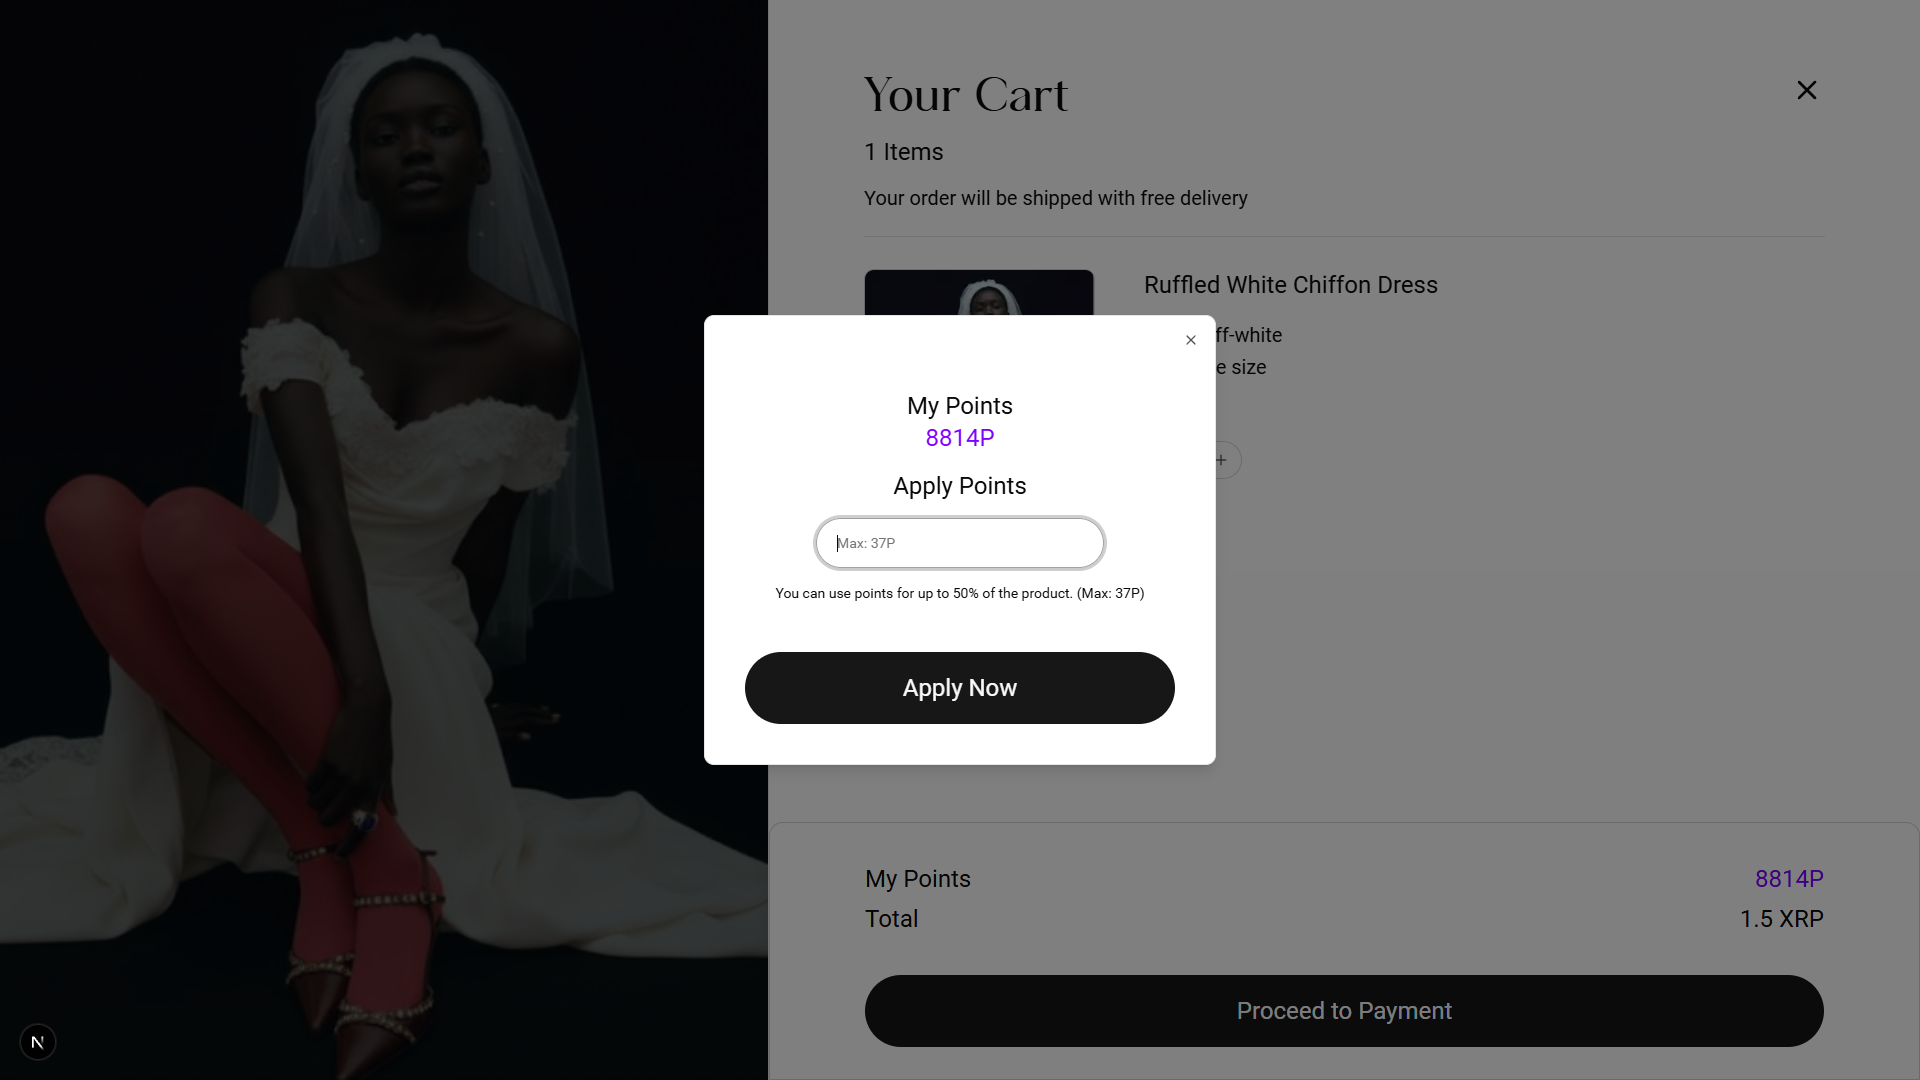 Your Cart
1 Items
Your order will be shipped with free delivery
Ruffled White Chiffon Dress
ff-white
e size
+
My Points
8814P
Apply Points
Max: 37P
You can use points for up to 50% of the product. (Max: 37P)
Apply Now
My Points 8814P
Total 1.5 XRP
Proceed to Payment
N